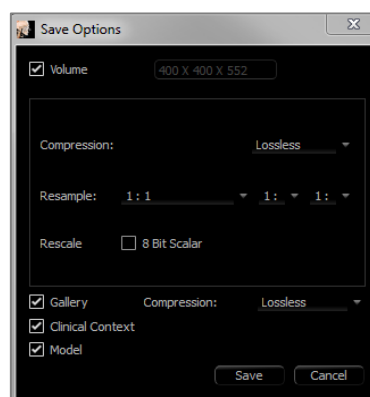 Save Options
Volume 400 X 400 X 552
Compression: Lossless
Resample: 1 : 1 1 : 1 :
Rescale 8 Bit Scalar
Gallery Compression: Lossless
Clinical Context
Model
Save Cancel